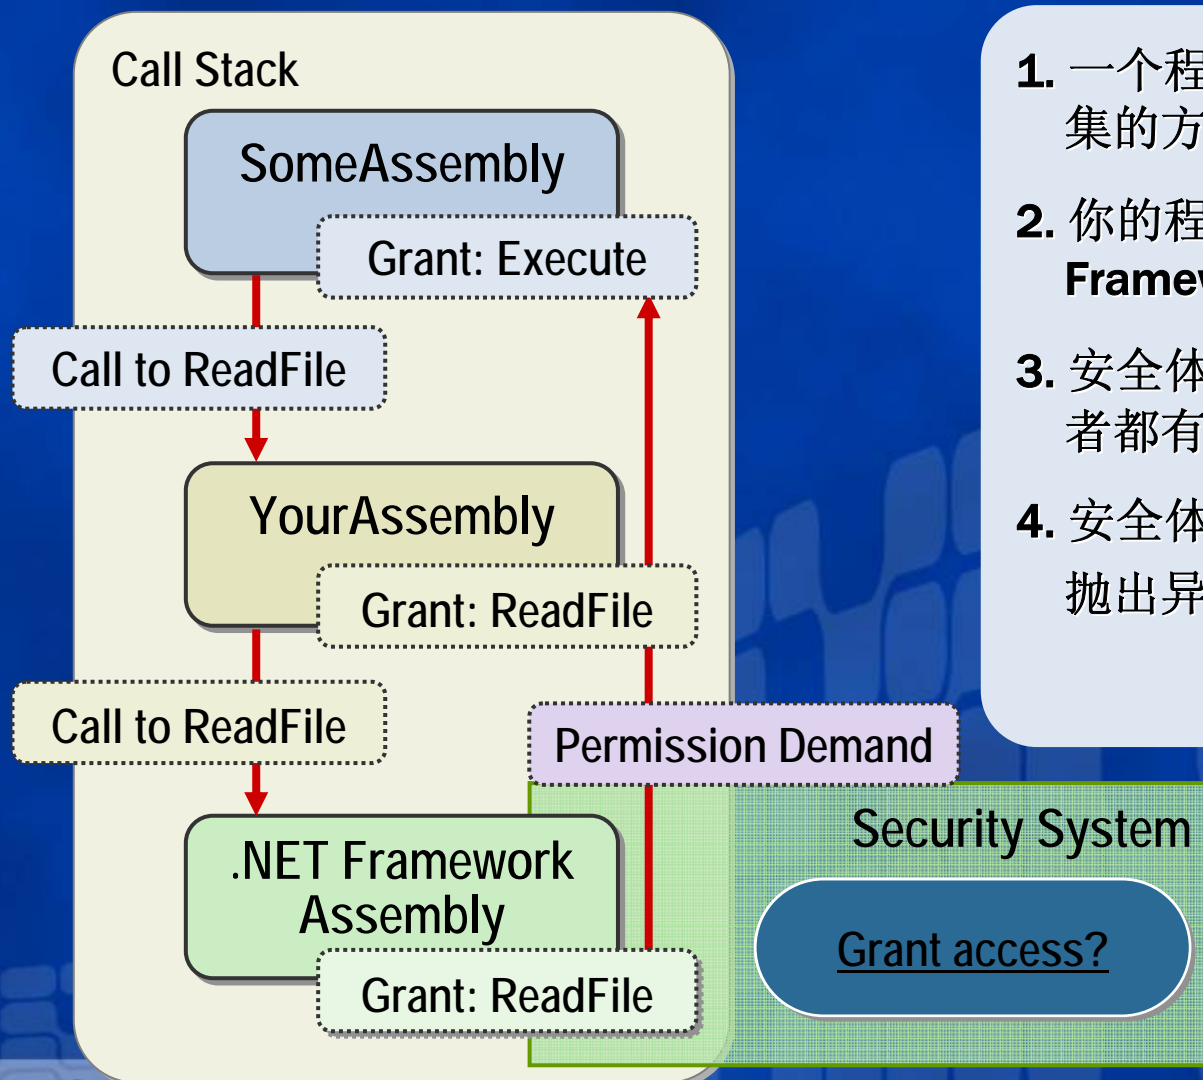 Call Stack
SomeAssembly
Grant: Execute
Call to ReadFile
YourAssembly
Grant: ReadFile
Call to ReadFile
Permission Demand
.NET Framework
Assembly
Grant: ReadFile
Security System
Grant access?
1. 一个程
集的方
2. 你的程
3. 安全体
者都有
4. 安全体
抛出异